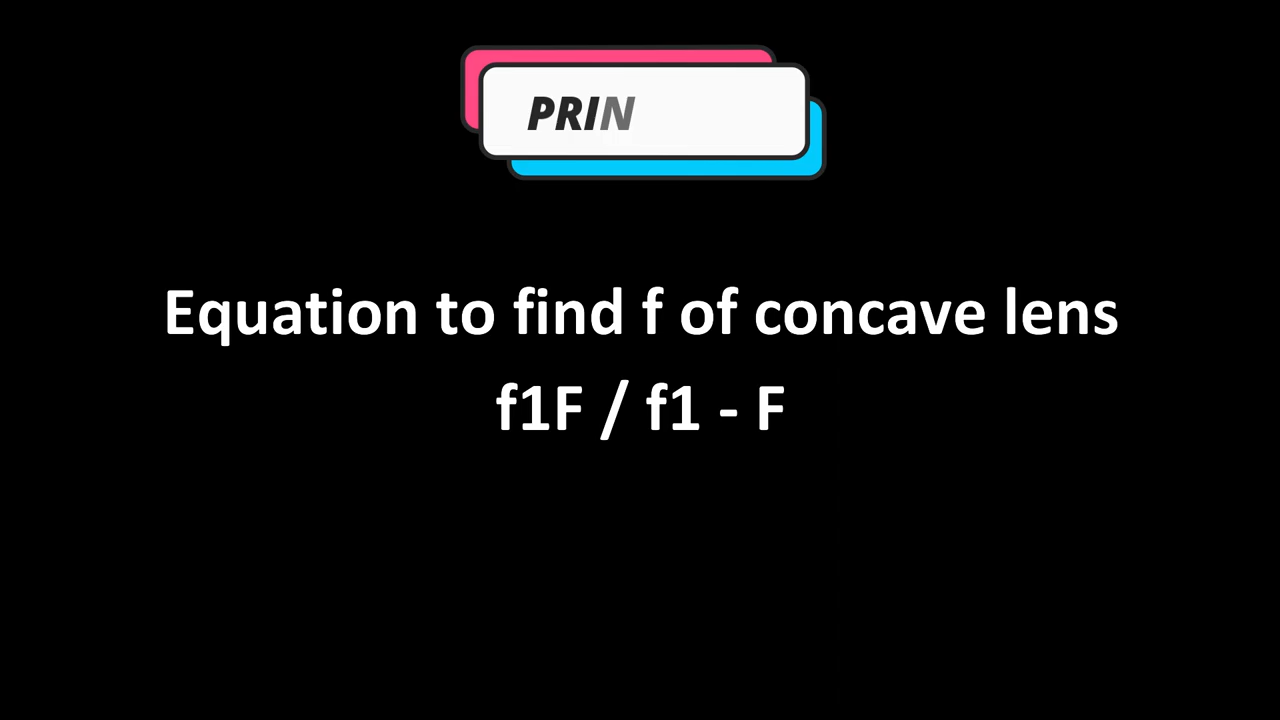 PRIN
Equation to find f of concave lens
f1F / f1 - F